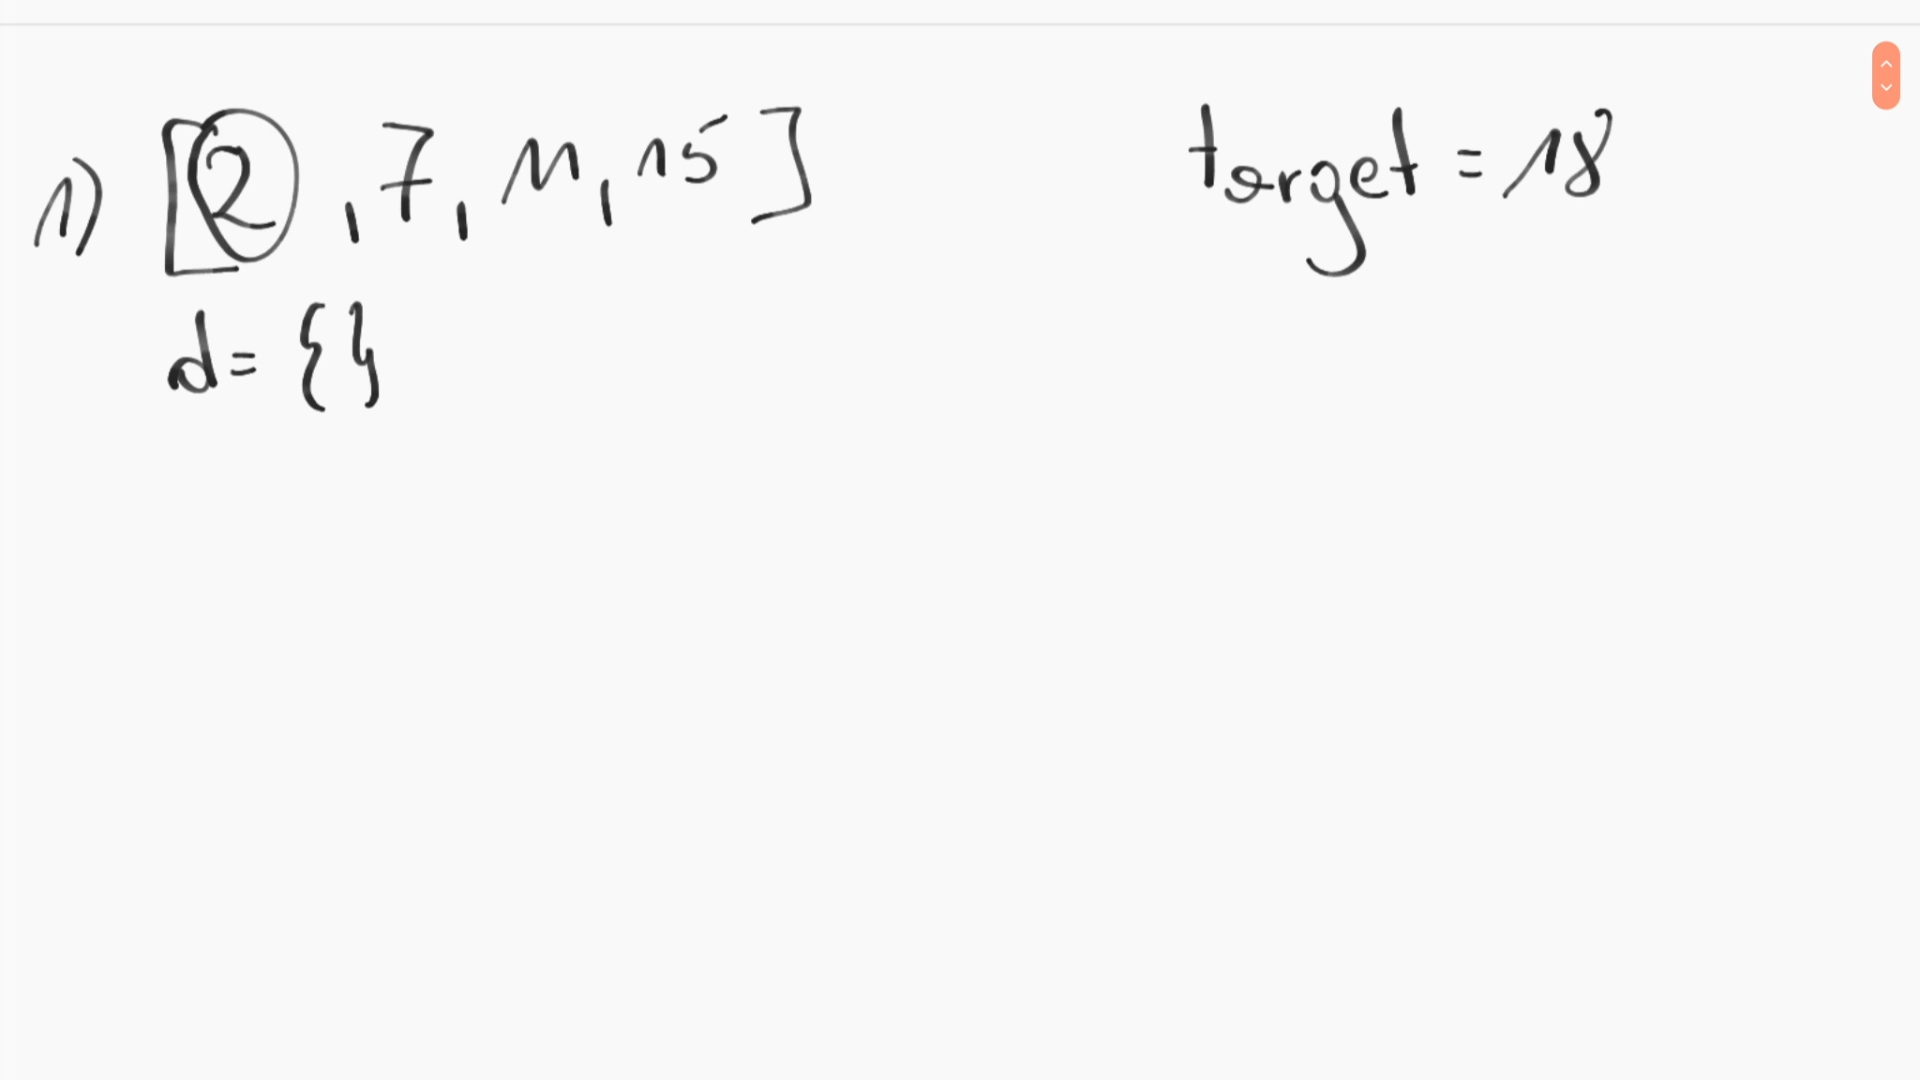 1) [2, 7, 11, 15] target = 18
d = {}